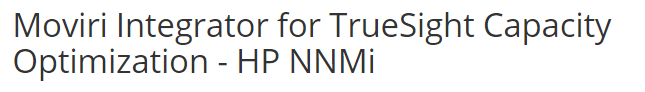 Moviri Integrator for TrueSight Capacity
Optimization - HP NNMi